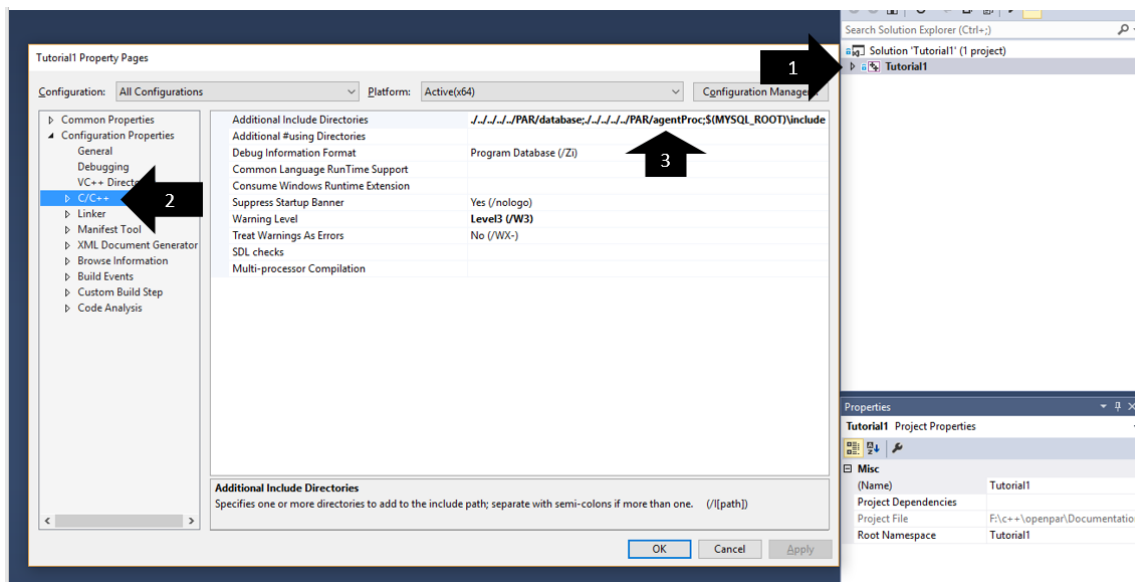 Search Solution Explorer (Ctrl+;)
Solution 'Tutorial1' (1 project)
Tutorial1
1
Tutorial1 Property Pages
Configuration: All Configurations Platform: Active(x64) Configuration
Common Properties
Configuration Properties
General
Debugging
VC++
C/C++
Linker
Manifest Tool
XML Document Generator
Browse Information
Build Events
Custom Build Step
Code Analysis
2
Additional Include Directories ./../../../../PAR/database;./../../../../PAR/agentProc;$(MYSQL_ROOT)\include
Additional #using Directories
Debug Information Format Program Database (/Zi)
Common Language RunTime Support
Consume Windows Runtime Extension
Suppress Startup Banner Yes (/nologo)
Warning Level Level3 (/W3)
Treat Warnings As Errors No (/WX-)
SDL checks
Multi-processor Compilation
3
Additional Include Directories
Specifies one or more directories to add to the include path; separate with semi-colons if more than one. (/I[path])
OK Cancel Apply
Properties
Tutorial1 Project Properties
Misc
(Name) Tutorial1
Project Dependencies
Project File F:\c++\openpar\Documentatio
Root Namespace Tutorial1